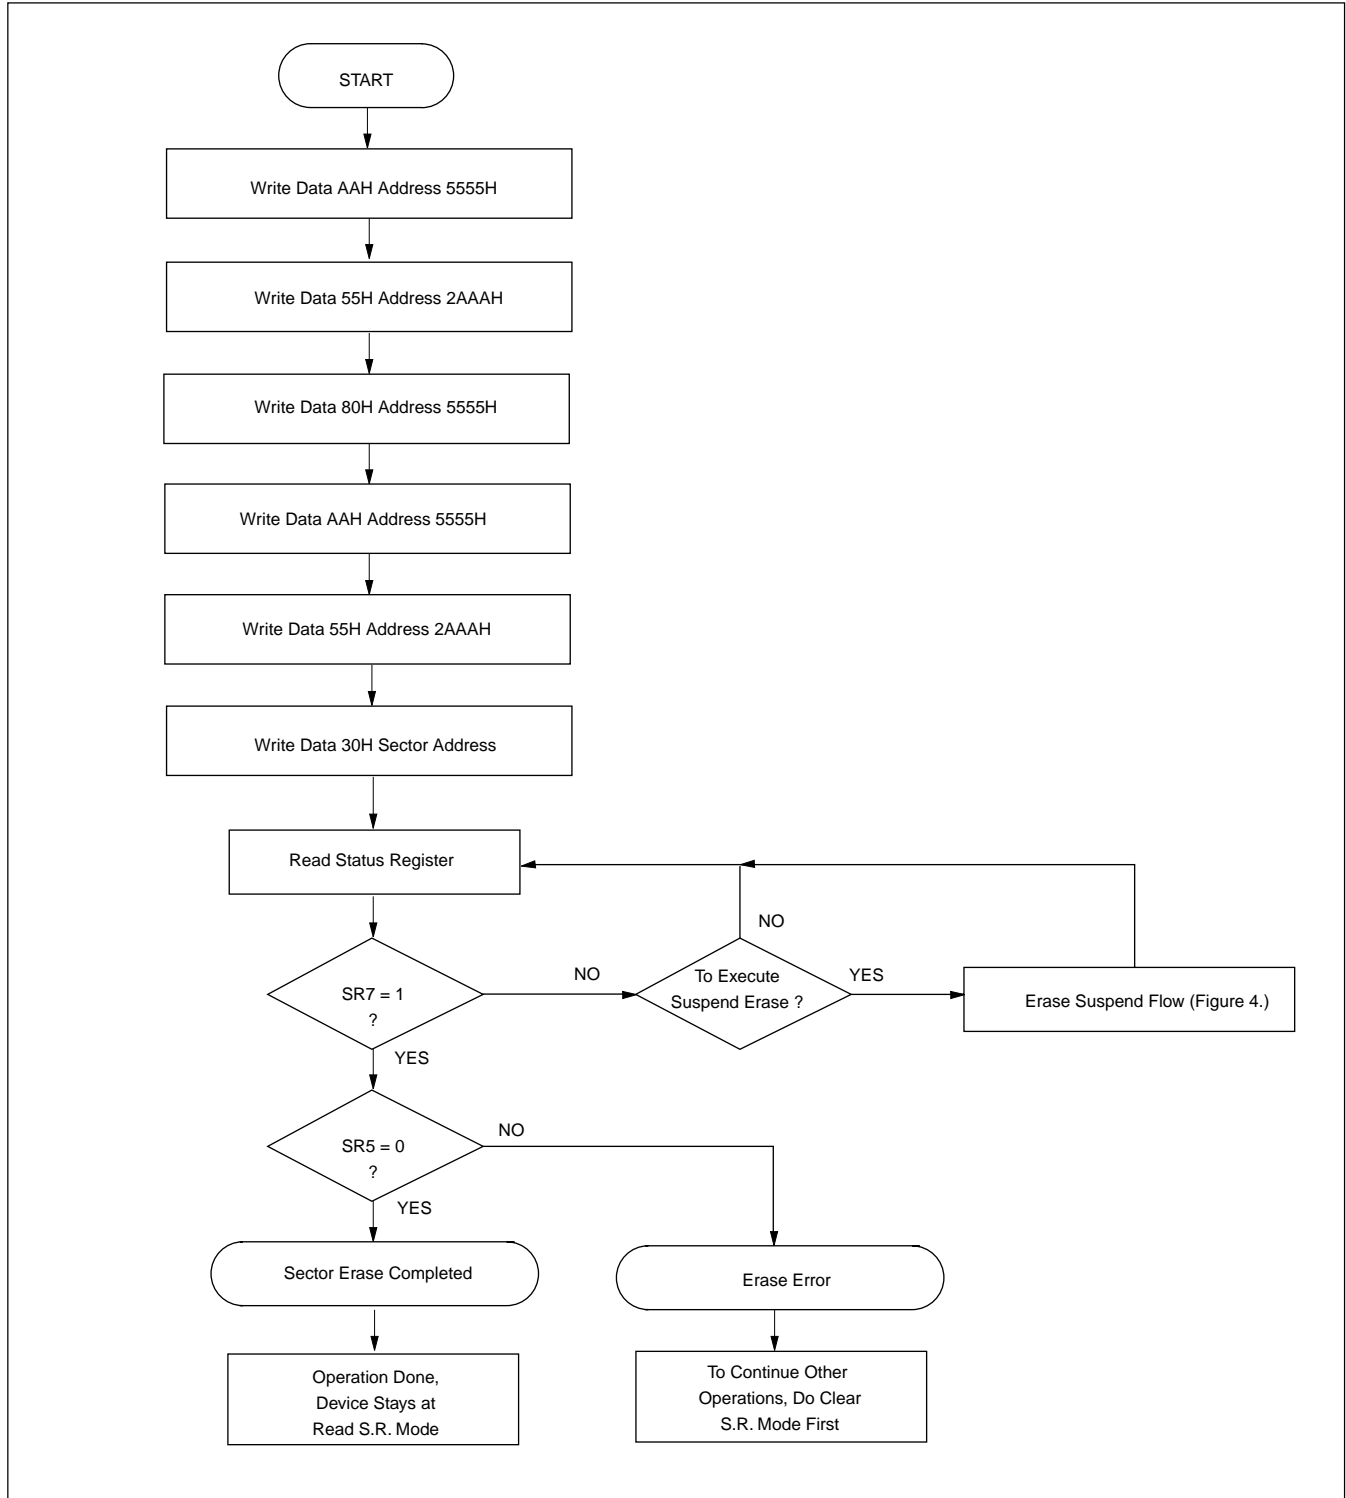 START
Write Data AAH Address 5555H
Write Data 55H Address 2AAAH
Write Data 80H Address 5555H
Write Data AAH Address 5555H
Write Data 55H Address 2AAAH
Write Data 30H Sector Address
Read Status Register
NO
SR7 = 1
?
NO
To Execute
Suspend Erase ?
YES
Erase Suspend Flow (Figure 4.)
YES
SR5 = 0
?
NO
YES
Sector Erase Completed
Erase Error
Operation Done,
Device Stays at
Read S.R. Mode
To Continue Other
Operations, Do Clear
S.R. Mode First